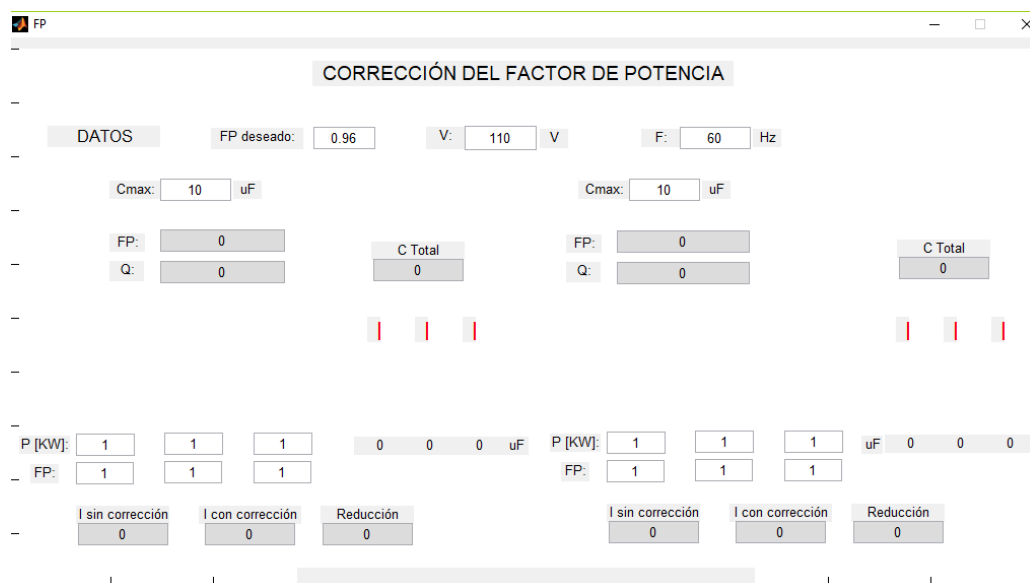 FP
CORRECCIÓN DEL FACTOR DE POTENCIA
DATOS FP deseado: 0.96 V: 110 V F: 60 Hz
Cmax: 10 uF Cmax: 10 uF
FP: 0 FP: 0
C Total C Total
Q: 0 0 Q: 0 0
| | | | | |
P [KW]: 1 1 1 0 0 0 uF P [KW]: 1 1 1 uF 0 0 0
FP: 1 1 1 FP: 1 1 1
I sin corrección I con corrección Reducción I sin corrección I con corrección Reducción
0 0 0 0 0 0